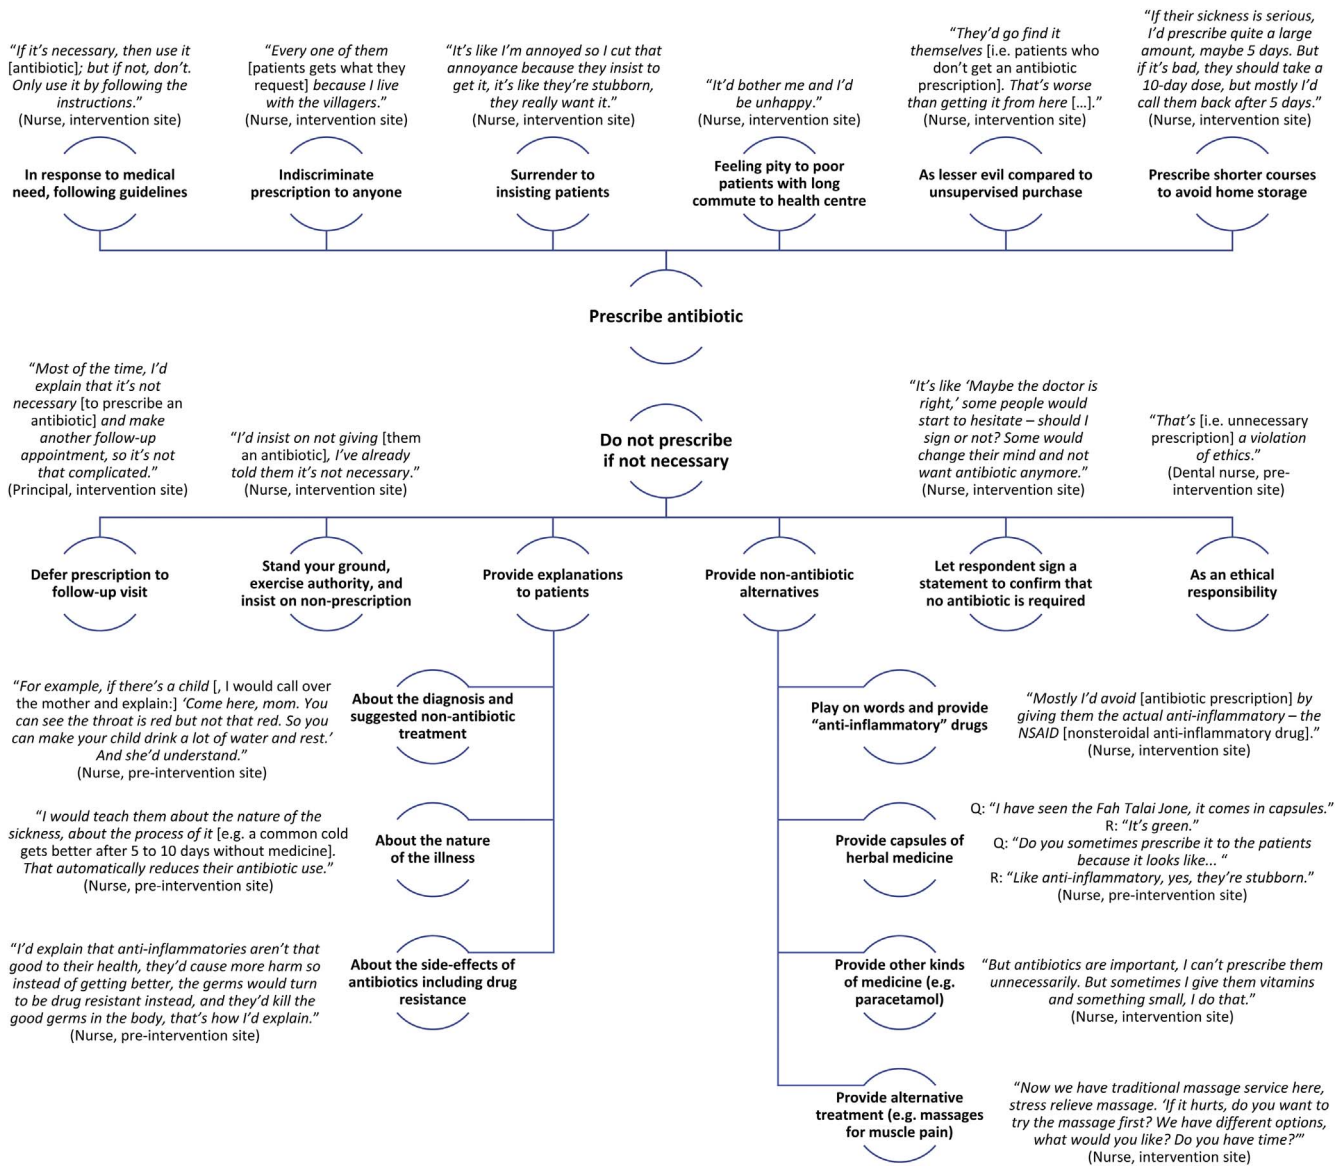 “If it’s necessary, then use it
[antibiotic]; but if not, don’t.
Only use it by following the
instructions.”
(Nurse, intervention site)
In response to medical
need, following guidelines
“Every one of them
[patients gets what they
request] because I live
with the villagers.”
(Nurse, intervention site)
Indiscriminate
prescription to anyone
“It’s like I’m annoyed so I cut that
annoyance because they insist to
get it, it’s like they’re stubborn,
they really want it.”
(Nurse, intervention site)
Surrender to
insisting patients
“It’d bother me and I’d
be unhappy.”
(Nurse, intervention site)
Feeling pity to poor
patients with long
commute to health centre
“They’d go find it
themselves [i.e. patients who
don’t get an antibiotic
prescription]. That’s worse
than getting it from here […].”
(Nurse, intervention site)
As lesser evil compared to
unsupervised purchase
“If their sickness is serious,
I’d prescribe quite a large
amount, maybe 5 days. But
if it’s bad, they should take a
10-day dose, but mostly I’d
call them back after 5 days.”
(Nurse, intervention site)
Prescribe shorter courses
to avoid home storage
Prescribe antibiotic
Do not prescribe
if not necessary
“Most of the time, I’d
explain that it’s not
necessary [to prescribe an
antibiotic] and make
another follow-up
appointment, so it’s not
that complicated.”
(Principal, intervention site)
Defer prescription to
follow-up visit
“I’d insist on not giving [them
an antibiotic], I’ve already
told them it’s not necessary.”
(Nurse, intervention site)
Stand your ground,
exercise authority, and
insist on non-prescription
Provide explanations
to patients
Provide non-antibiotic
alternatives
“It’s like ‘Maybe the doctor is
right,’ some people would
start to hesitate – should I
sign or not? Some would
change their mind and not
want antibiotic anymore.”
(Nurse, intervention site)
Let respondent sign a
statement to confirm that
no antibiotic is required
“That’s [i.e. unnecessary
prescription] a violation
of ethics.”
(Dental nurse, pre-
intervention site)
As an ethical
responsibility
“For example, if there’s a child [, I would call over
the mother and explain:] ‘Come here, mom. You
can see the throat is red but not that red. So you
can make your child drink a lot of water and rest.’
And she’d understand.”
(Nurse, pre-intervention site)
About the diagnosis and
suggested non-antibiotic
treatment
“I would teach them about the nature of the
sickness, about the process of it [e.g. a common cold
gets better after 5 to 10 days without medicine].
That automatically reduces their antibiotic use.”
(Nurse, pre-intervention site)
About the nature
of the illness
“I’d explain that anti-inflammatories aren’t that
good to their health, they’d cause more harm so
instead of getting better, the germs would turn
to be drug resistant instead, and they’d kill the
good germs in the body, that’s how I’d explain.”
(Nurse, pre-intervention site)
About the side-effects of
antibiotics including drug
resistance
Play on words and provide
“anti-inflammatory” drugs
“Mostly I’d avoid [antibiotic prescription] by
giving them the actual anti-inflammatory – the
NSAID [nonsteroidal anti-inflammatory drug].”
(Nurse, intervention site)
Provide capsules of
herbal medicine
Q: “I have seen the Fah Talai Jone, it comes in capsules.”
R: “It’s green.”
Q: “Do you sometimes prescribe it to the patients
because it looks like... “
R: “Like anti-inflammatory, yes, they’re stubborn.”
(Nurse, pre-intervention site)
Provide other kinds
of medicine (e.g.
paracetamol)
“But antibiotics are important, I can’t prescribe them
unnecessarily. But sometimes I give them vitamins
and something small, I do that.”
(Nurse, intervention site)
Provide alternative
treatment (e.g. massages
for muscle pain)
“Now we have traditional massage service here,
stress relieve massage. ‘If it hurts, do you want to
try the massage first? We have different options,
what would you like? Do you have time?’”
(Nurse, intervention site)